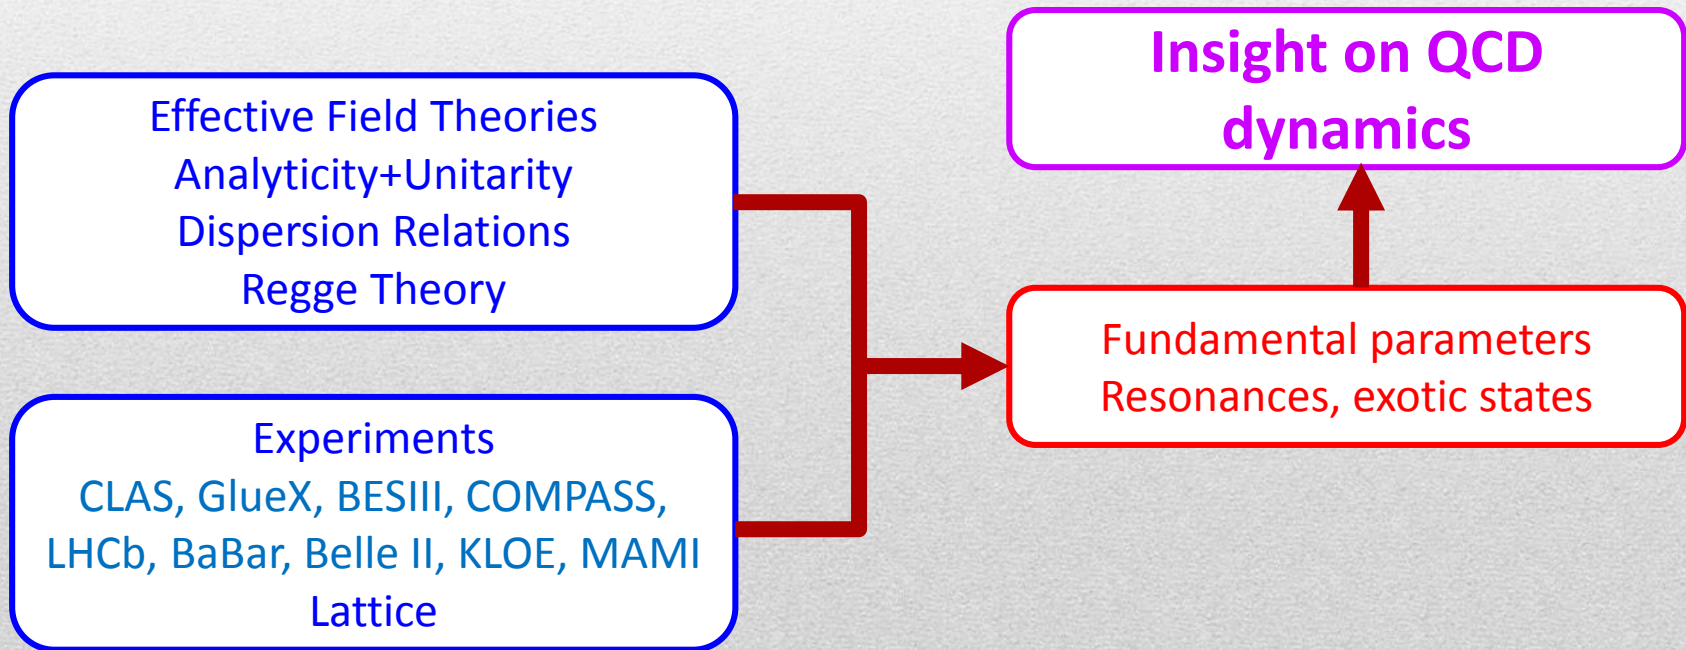 Effective Field Theories
Analyticity+Unitarity
Dispersion Relations
Regge Theory
Experiments
CLAS, GlueX, BESIII, COMPASS,
LHCb, BaBar, Belle II, KLOE, MAMI
Lattice
Insight on QCD
dynamics
Fundamental parameters
Resonances, exotic states